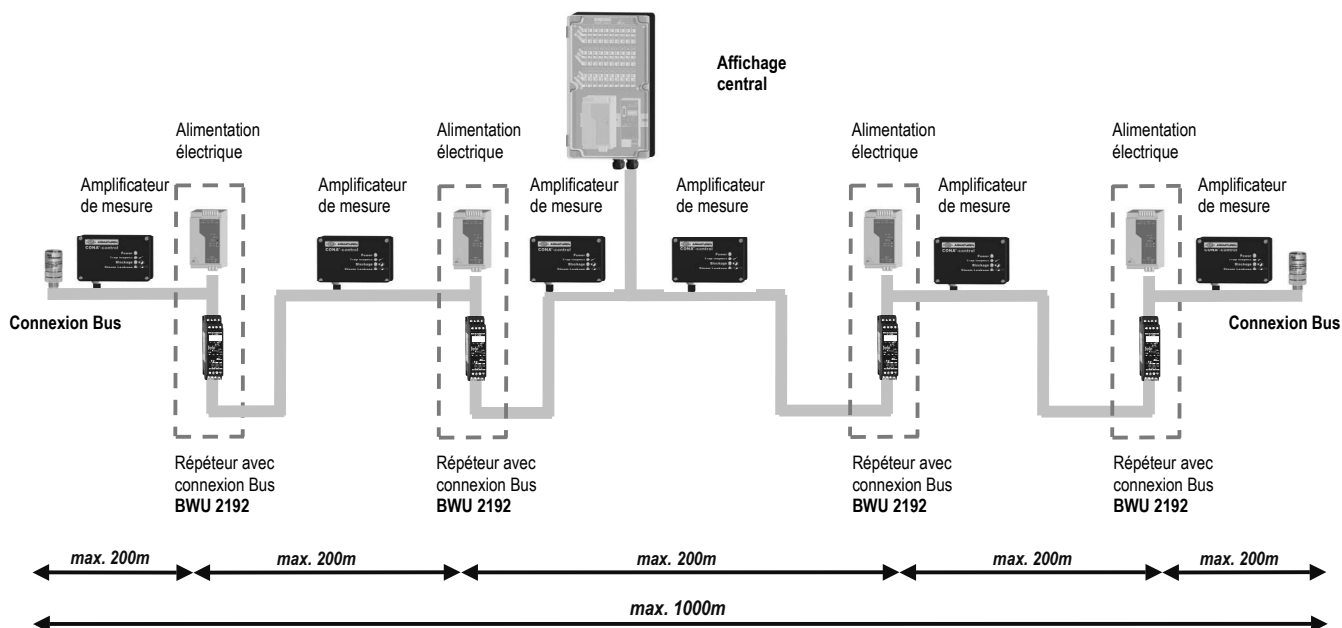 Affichage
central
Alimentation
électrique
Alimentation
électrique
Alimentation
électrique
Alimentation
électrique
Amplificateur
de mesure
Amplificateur
de mesure
Amplificateur
de mesure
Amplificateur
de mesure
Amplificateur
de mesure
Amplificateur
de mesure
Connexion Bus
Connexion Bus
Répéteur avec
connexion Bus
BWU 2192
Répéteur avec
connexion Bus
BWU 2192
Répéteur avec
connexion Bus
BWU 2192
Répéteur avec
connexion Bus
BWU 2192
max. 200m
max. 200m
max. 200m
max. 200m
max. 200m
max. 1000m